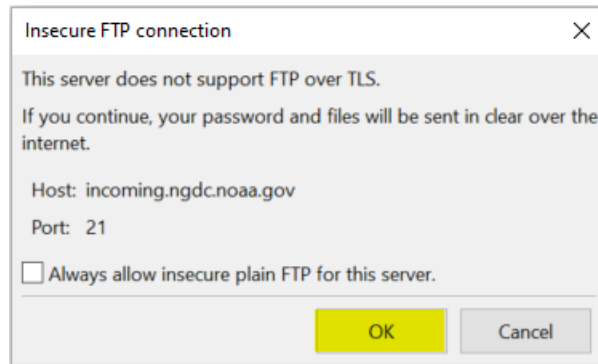 Insecure FTP connection
This server does not support FTP over TLS.
If you continue, your password and files will be sent in clear over the
internet.
Host: incoming.ngdc.noaa.gov
Port: 21
Always allow insecure plain FTP for this server.
OK Cancel